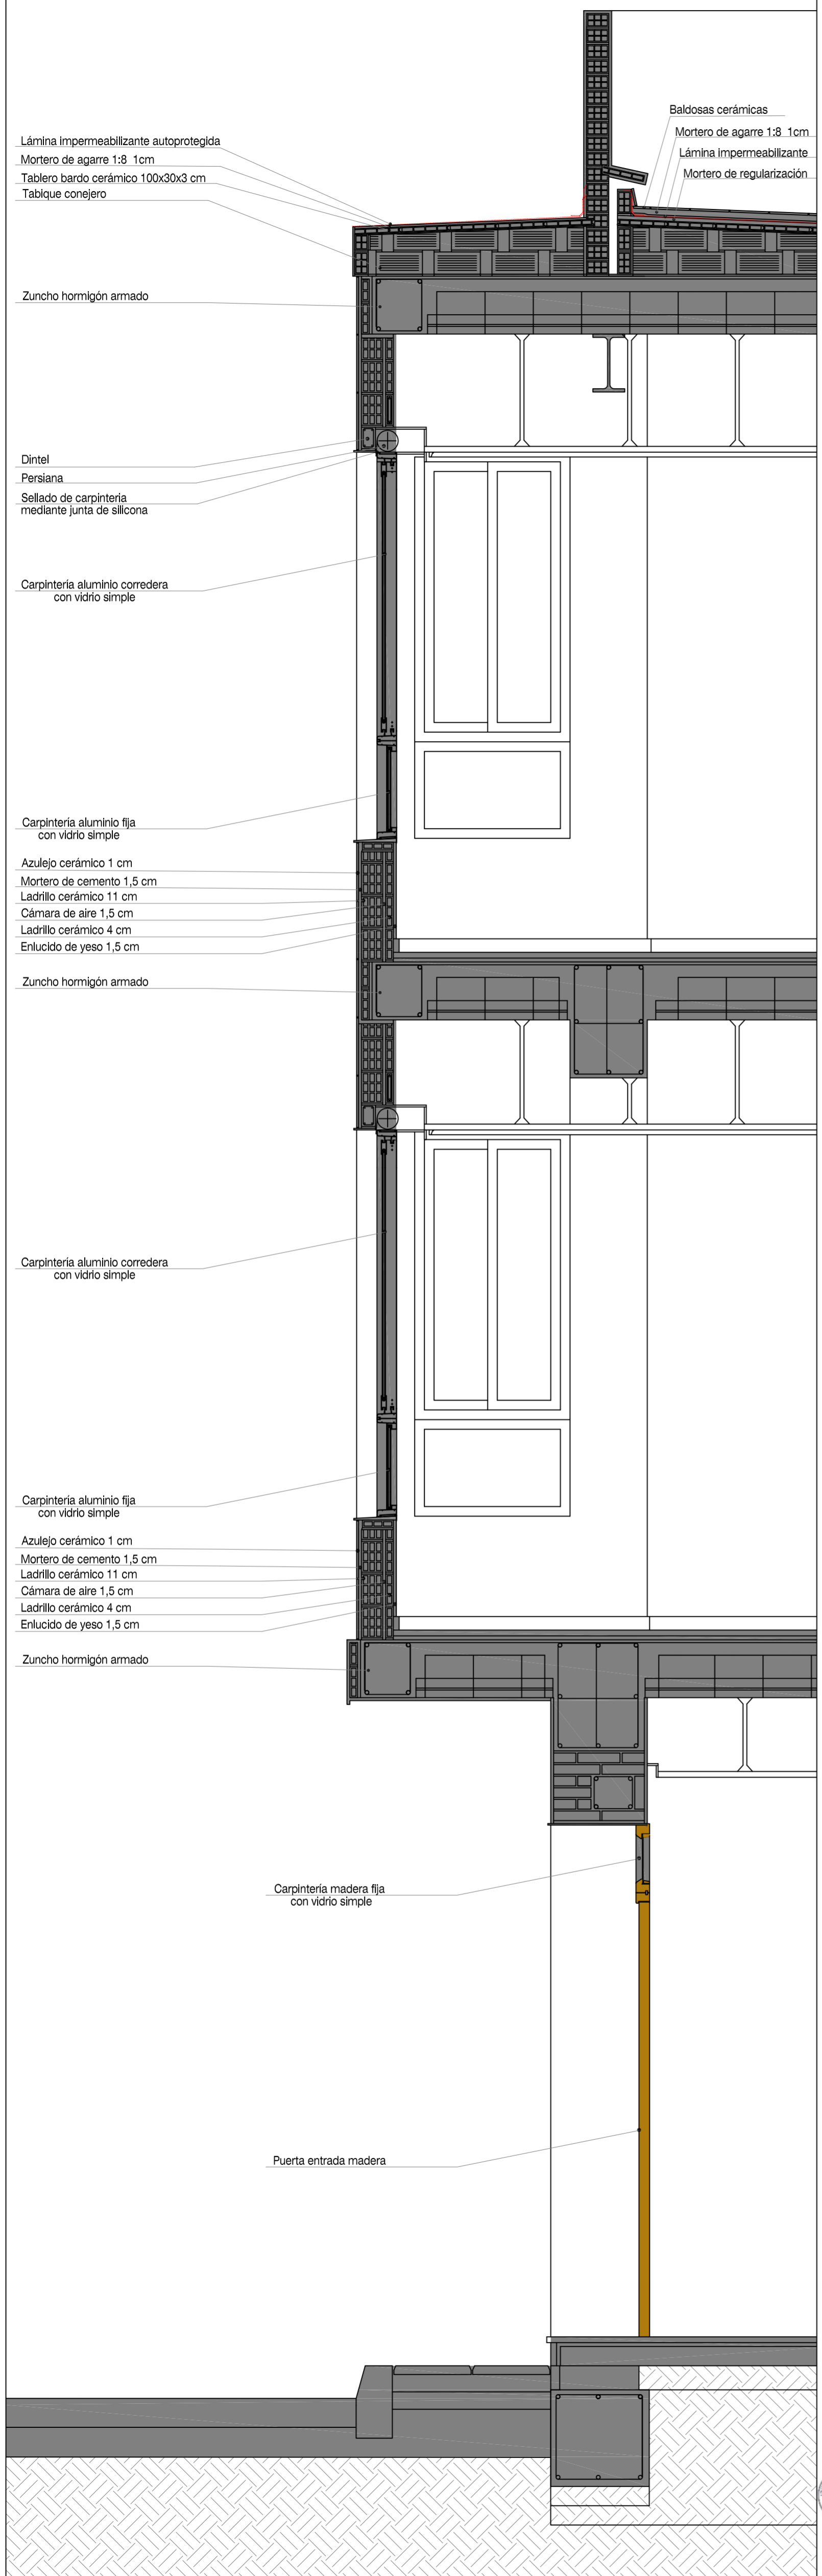 Baldosas cerámicas
Mortero de agarre 1:8 1cm
Lámina impermeabilizante
Mortero de regularización
Lámina impermeabilizante autoprotegida
Mortero de agarre 1:8 1cm
Tablero bardo cerámico 100x30x3 cm
Tabique conejero
Zuncho hormigón armado
Dintel
Persiana
Sellado de carpinteria
mediante junta de silicona
Carpintería aluminio corredera
con vidrio simple
Carpintería aluminio fija
con vidrio simple
Azulejo cerámico 1 cm
Mortero de cemento 1,5 cm
Ladrillo cerámico 11 cm
Cámara de aire 1,5 cm
Ladrillo cerámico 4 cm
Enlucido de yeso 1,5 cm
Zuncho hormigón armado
Carpintería aluminio corredera
con vidrio simple
Carpintería aluminio fija
con vidrio simple
Azulejo cerámico 1 cm
Mortero de cemento 1,5 cm
Ladrillo cerámico 11 cm
Cámara de aire 1,5 cm
Ladrillo cerámico 4 cm
Enlucido de yeso 1,5 cm
Zuncho hormigón armado
Carpintería madera fija
con vidrio simple
Puerta entrada madera